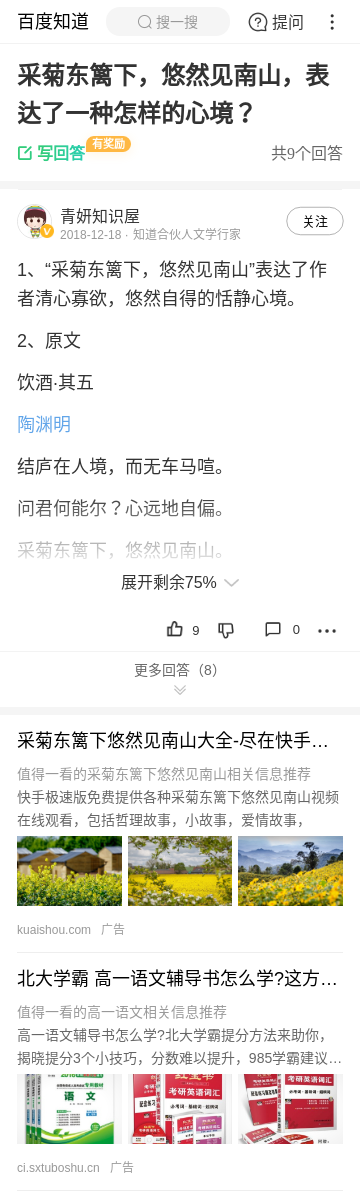 百度知道
搜一搜
提问
采菊东篱下，悠然见南山，表
达了一种怎样的心境？
写回答
有奖励
共9个回答
青妍知识屋
2018-12-18 · 知道合伙人文学行家
关注
1、“采菊东篱下，悠然见南山”表达了作
者清心寡欲，悠然自得的恬静心境。
2、原文
饮酒·其五
陶渊明
结庐在人境，而无车马喧。
问君何能尔？心远地自偏。
采菊东篱下，悠然见南山。
展开剩余75%
9
0
更多回答（8）
采菊东篱下悠然见南山大全-尽在快手…
值得一看的采菊东篱下悠然见南山相关信息推荐
快手极速版免费提供各种采菊东篱下悠然见南山视频
在线观看，包括哲理故事，小故事，爱情故事，
kuaishou.com 广告
北大学霸 高一语文辅导书怎么学?这方…
值得一看的高一语文相关信息推荐
高一语文辅导书怎么学?北大学霸提分方法来助你，
揭晓提分3个小技巧，分数难以提升，985学霸建议…
语文
红宝书
考研英语词汇
考研英语词汇
考研英语词汇
ci.sxtuboshu.cn 广告